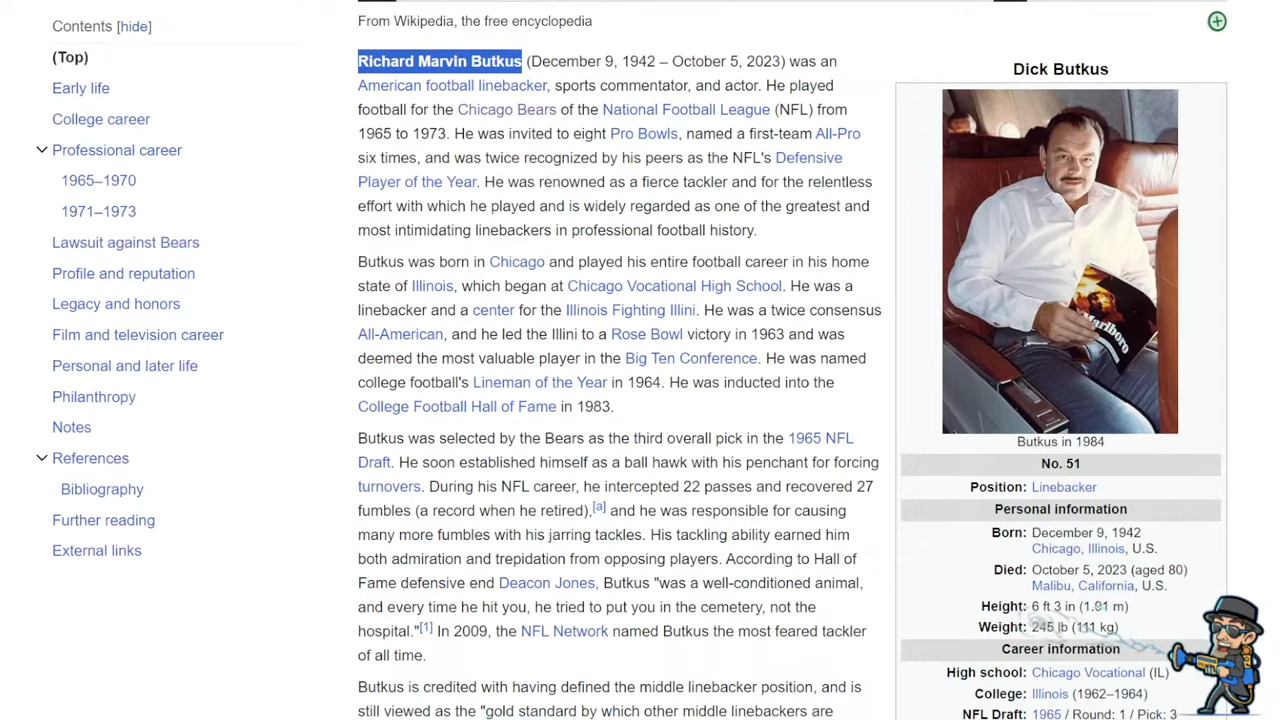 Contents [hide]
(Top)
Early life
College career
Professional career
1965–1970
1971–1973
Lawsuit against Bears
Profile and reputation
Legacy and honors
Film and television career
Personal and later life
Philanthropy
Notes
References
Bibliography
Further reading
External links
From Wikipedia, the free encyclopedia
Richard Marvin Butkus (December 9, 1942 – October 5, 2023) was an
American football linebacker, sports commentator, and actor. He played
football for the Chicago Bears of the National Football League (NFL) from
1965 to 1973. He was invited to eight Pro Bowls, named a first-team All-Pro
six times, and was twice recognized by his peers as the NFL's Defensive
Player of the Year. He was renowned as a fierce tackler and for the relentless
effort with which he played and is widely regarded as one of the greatest and
most intimidating linebackers in professional football history.
Butkus was born in Chicago and played his entire football career in his home
state of Illinois, which began at Chicago Vocational High School. He was a
linebacker and a center for the Illinois Fighting Illini. He was a twice consensus
All-American, and he led the Illini to a Rose Bowl victory in 1963 and was
deemed the most valuable player in the Big Ten Conference. He was named
college football's Lineman of the Year in 1964. He was inducted into the
College Football Hall of Fame in 1983.
Butkus was selected by the Bears as the third overall pick in the 1965 NFL
Draft. He soon established himself as a ball hawk with his penchant for forcing
turnovers. During his NFL career, he intercepted 22 passes and recovered 27
fumbles (a record when he retired),[a] and he was responsible for causing
many more fumbles with his jarring tackles. His tackling ability earned him
both admiration and trepidation from opposing players. According to Hall of
Fame defensive end Deacon Jones, Butkus "was a well-conditioned animal,
and every time he hit you, he tried to put you in the cemetery, not the
hospital."[1] In 2009, the NFL Network named Butkus the most feared tackler
of all time.
Butkus is credited with having defined the middle linebacker position, and is
still viewed as the "gold standard by which other middle linebackers are
Dick Butkus
Marlboro
Butkus in 1984
No. 51
Position: Linebacker
Personal information
Born: December 9, 1942
Chicago, Illinois, U.S.
Died: October 5, 2023 (aged 80)
Malibu, California, U.S.
Height: 6 ft 3 in (1.91 m)
Weight: 245 lb (111 kg)
Career information
High school: Chicago Vocational (IL)
College: Illinois (1962–1964)
NFL Draft: 1965 / Round: 1 / Pick: 3